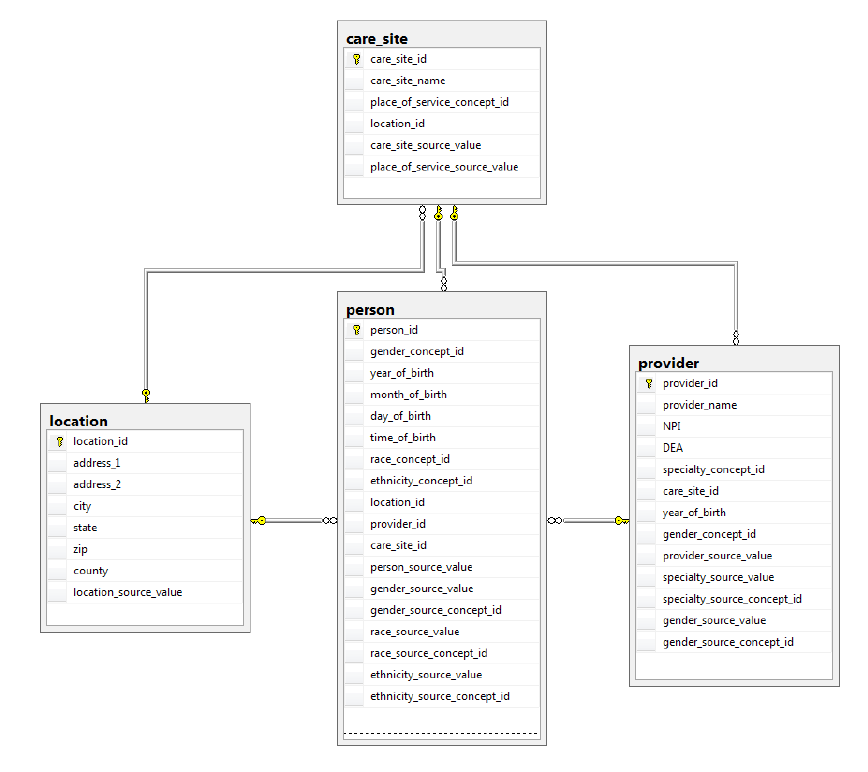 care_site
care_site_id
care_site_name
place_of_service_concept_id
location_id
care_site_source_value
place_of_service_source_value
person
person_id
gender_concept_id
year_of_birth
month_of_birth
day_of_birth
time_of_birth
race_concept_id
ethnicity_concept_id
location_id
provider_id
care_site_id
person_source_value
gender_source_value
gender_source_concept_id
race_source_value
race_source_concept_id
ethnicity_source_value
ethnicity_source_concept_id
provider
provider_id
provider_name
NPI
DEA
specialty_concept_id
care_site_id
year_of_birth
gender_concept_id
provider_source_value
specialty_source_value
specialty_source_concept_id
gender_source_value
gender_source_concept_id
location
location_id
address_1
address_2
city
state
zip
county
location_source_value